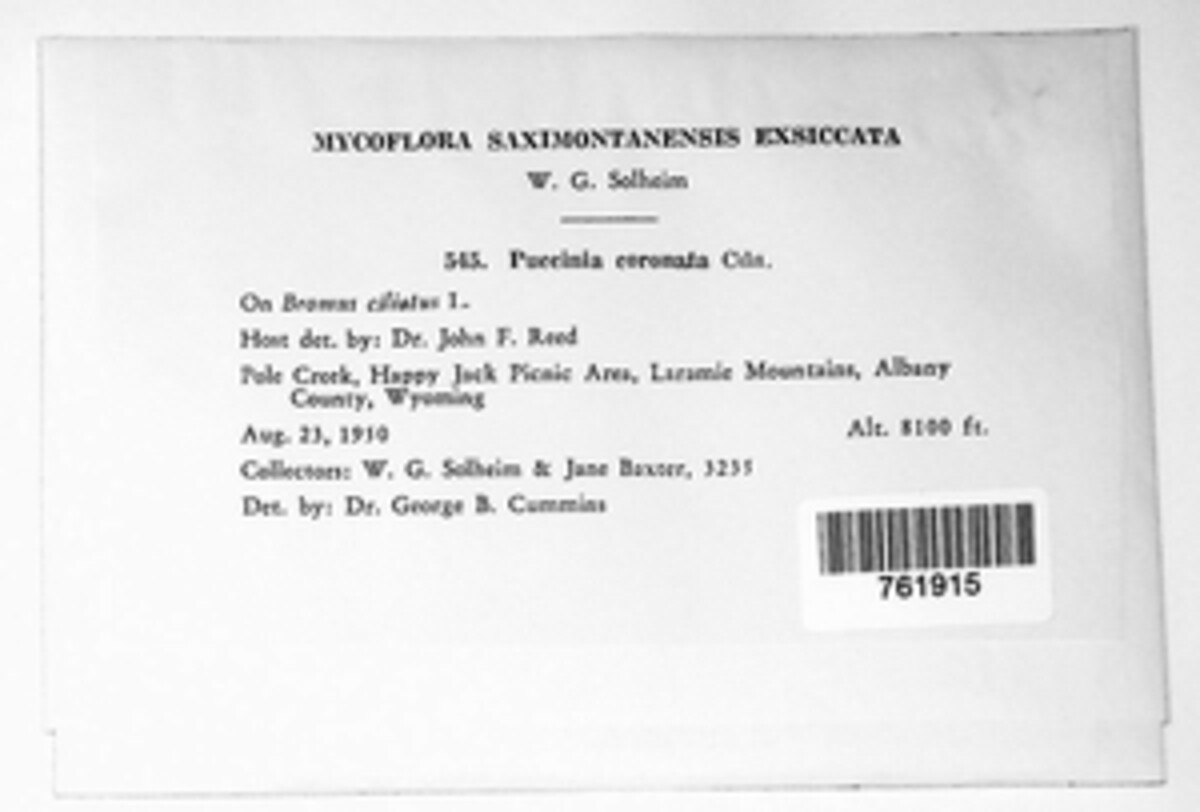 MYCOFLORA SAXIMONTANENSIS EXSICCATA
W. G. Solheim
545. Puccinia coronata Cda.
On Bromus ciliatus L.
Host det. by: Dr. John F. Reed
Pole Creek, Happy Jack Picnic Area, Laramie Mountains, Albany
County, Wyoming
Aug. 23, 1950
Alt. 8100 ft.
Collectors: W. G. Solheim & Jane Baxter, 3235
Det. by: Dr. George B. Cummins
761915